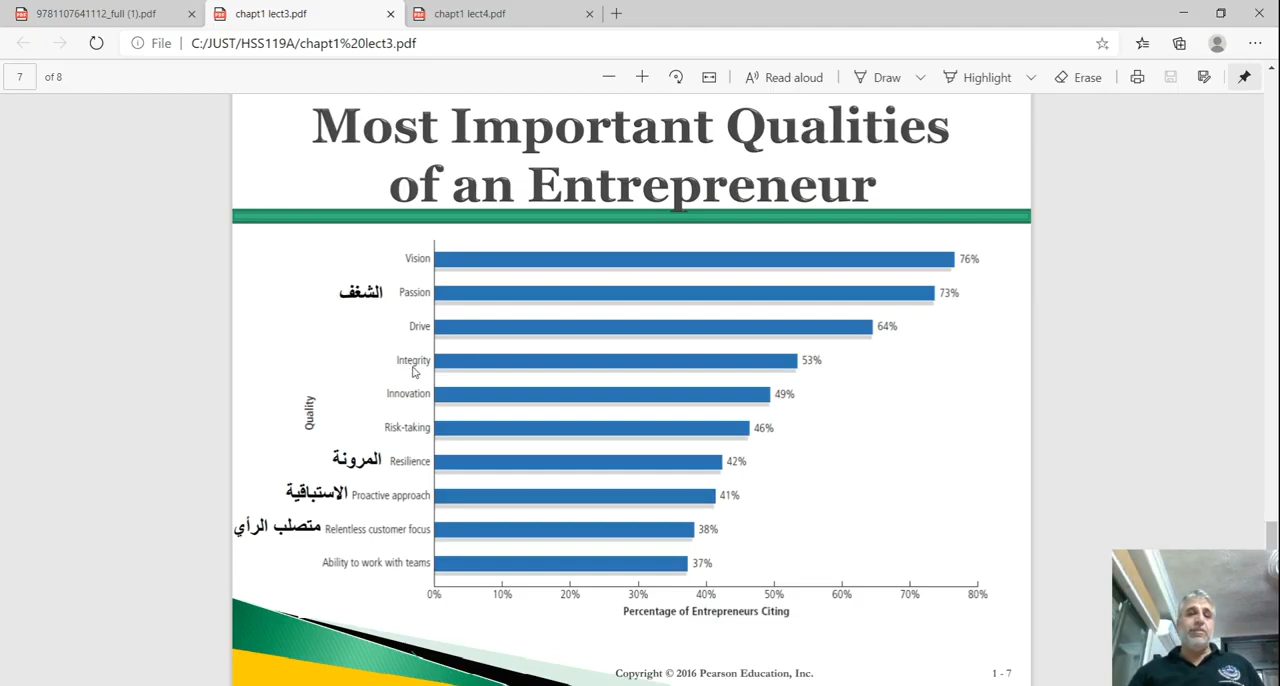 9781107641112_full (1).pdf
chapt1 lect3.pdf
chapt1 lect4.pdf
File
C:/JUST/HSS119A/chapt1%20lect3.pdf
7 of 8
Read aloud
Draw
Highlight
Erase
Most Important Qualities
of an Entrepreneur
Quality
Vision 76%
الشغف Passion 73%
Drive 64%
Integrity 53%
Innovation 49%
Risk-taking 46%
المرونة Resilience 42%
الاستباقية Proactive approach 41%
متصلب الرأي Relentless customer focus 38%
Ability to work with teams 37%
0% 10% 20% 30% 40% 50% 60% 70% 80%
Percentage of Entrepreneurs Citing
Copyright © 2016 Pearson Education, Inc.
1 - 7